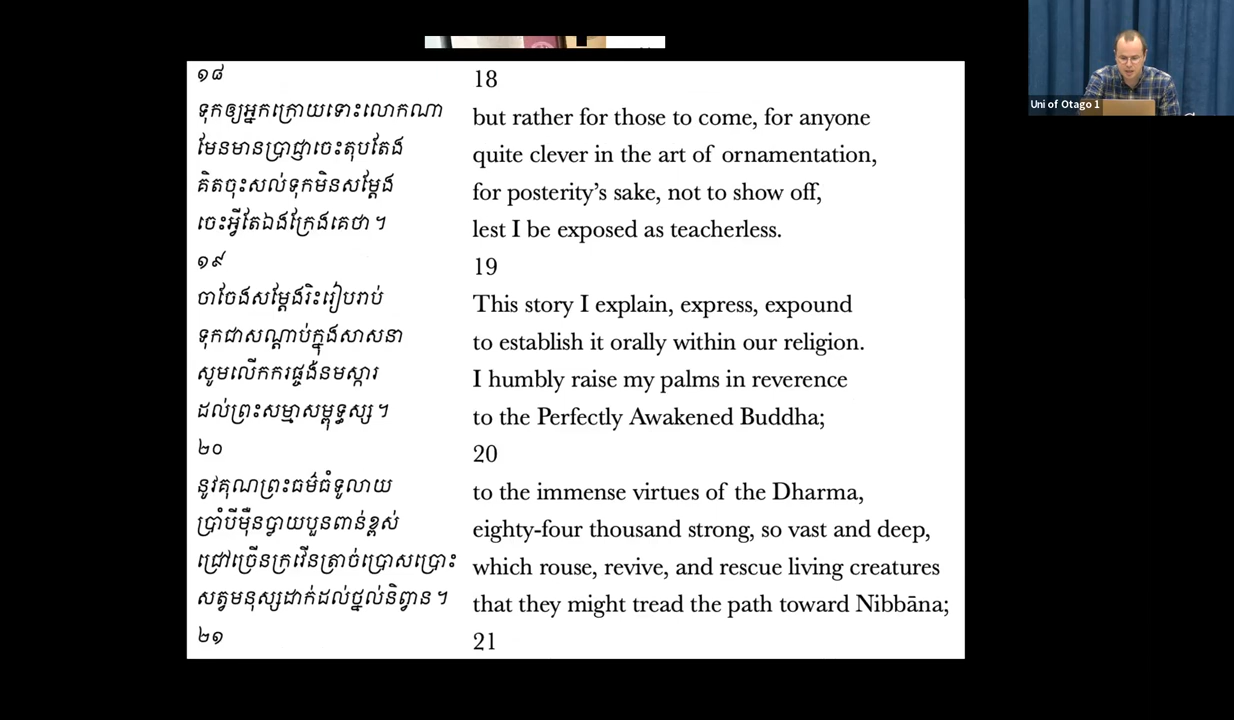 ១៨
ទុកឲ្យអ្នកក្រោយទោះលោកណា
មែនមានប្រាជ្ញាចេះតុបតែង
គិតចុះសល់ទុកមិនសម្ដែង
ចេះអ្វីតែឯងក្រែងគេថា។
១៩
ចាចែងសម្ដែងរិះរៀបរាប់
ទុកជាសណ្ដាប់ក្នុងសាសនា
សូមលើកករផ្ចង់នមស្ការ
ដល់ព្រះសម្មាសម្ពុទ្ធស្ស។
២០
នូវគុណព្រះធម៌ធំទូលាយ
ប្រាំបីម៉ឺនប្លាយបួនពាន់ខ្ពស់
ជ្រៅច្រើនក្រវើនត្រាច់ប្រោសប្រោះ
សត្វមនុស្សដាក់ដល់ថ្នល់និព្វាន។
២១
18
but rather for those to come, for anyone
quite clever in the art of ornamentation,
for posterity’s sake, not to show off,
lest I be exposed as teacherless.
19
This story I explain, express, expound
to establish it orally within our religion.
I humbly raise my palms in reverence
to the Perfectly Awakened Buddha;
20
to the immense virtues of the Dharma,
eighty-four thousand strong, so vast and deep,
which rouse, revive, and rescue living creatures
that they might tread the path toward Nibbāna;
21
Uni of Otago 1